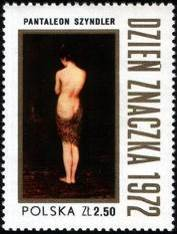 PANTALEON SZYNDLER
DZIEŃ ZNACZKA 1972
POLSKA ZŁ 2.50